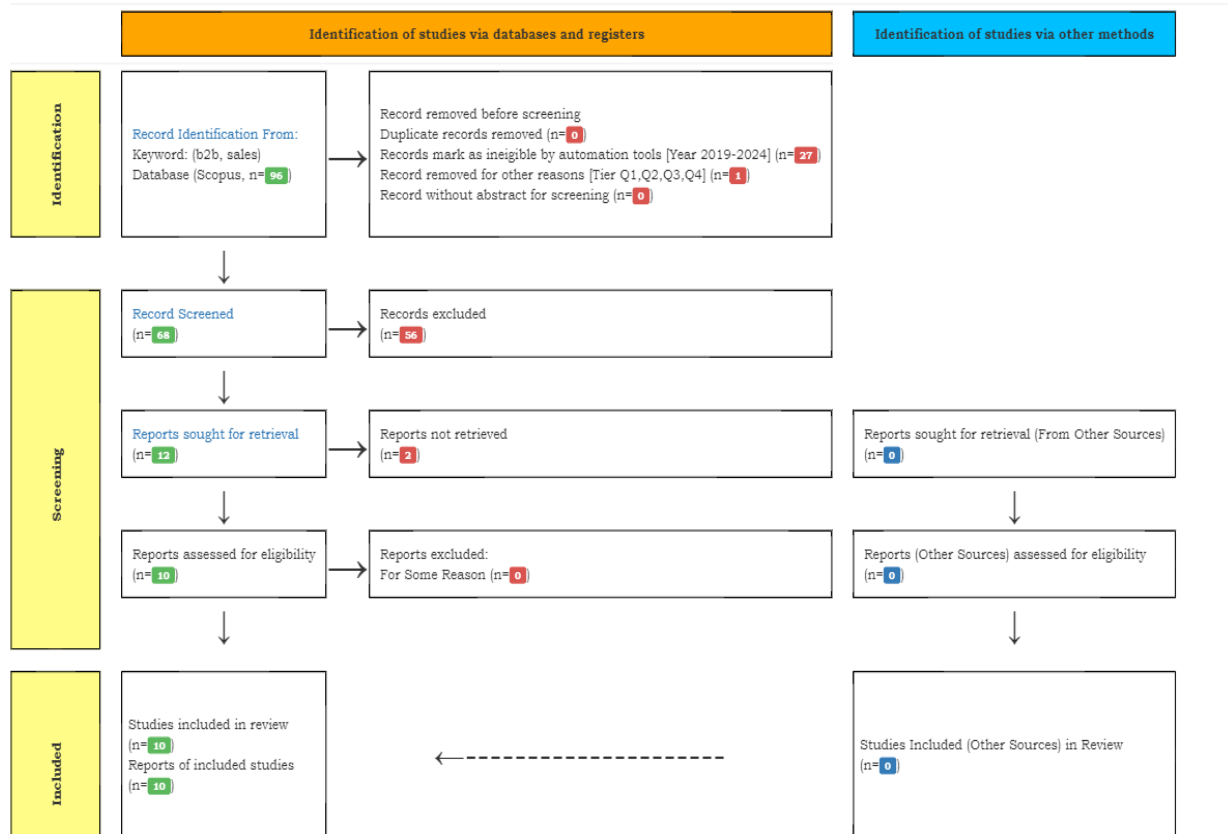 Identification of studies via databases and registers
Identification of studies via other methods
Identification
Record Identification From:
Keyword: (b2b, sales)
Database (Scopus, n=96)
Record removed before screening
Duplicate records removed (n=0)
Records mark as ineigible by automation tools [Year 2019-2024] (n=27)
Record removed for other reasons [Tier Q1,Q2,Q3,Q4] (n=1)
Record without abstract for screening (n=0)
Screening
Record Screened
(n=68)
Records excluded
(n=56)
Reports sought for retrieval
(n=12)
Reports not retrieved
(n=2)
Reports sought for retrieval (From Other Sources)
(n=0)
Reports assessed for eligibility
(n=10)
Reports excluded:
For Some Reason (n=0)
Reports (Other Sources) assessed for eligibility
(n=0)
Included
Studies included in review
(n=10)
Reports of included studies
(n=10)
Studies Included (Other Sources) in Review
(n=0)